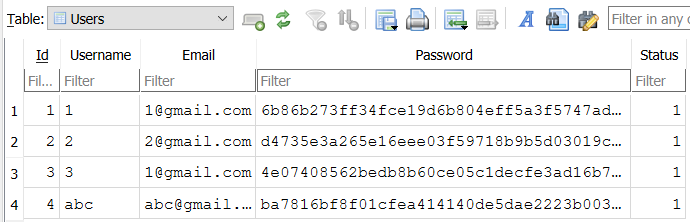 Table: Users Filter in any c
Id Username Email Password Status
Fil... Filter Filter Filter Filter
1 1 1 1@gmail.com 6b86b273ff34fce19d6b804eff5a3f5747ad... 1
2 2 2 2@gmail.com d4735e3a265e16eee03f59718b9b5d03019c... 1
3 3 3 1@gmail.com 4e07408562bedb8b60ce05c1decfe3ad16b7... 1
4 4 abc abc@gmail.... ba7816bf8f01cfea414140de5dae2223b003... 1